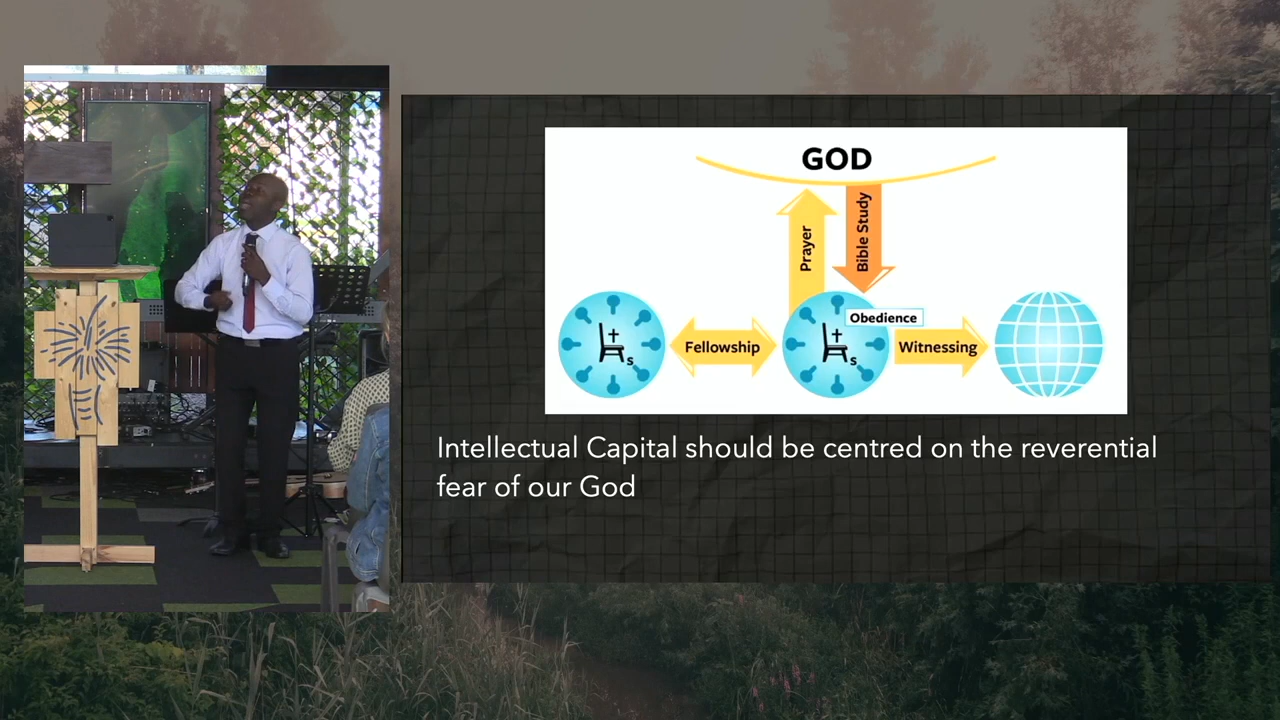 GOD
Prayer
Bible Study
Obedience
s
Fellowship
s
Witnessing
Intellectual Capital should be centred on the reverential
fear of our God